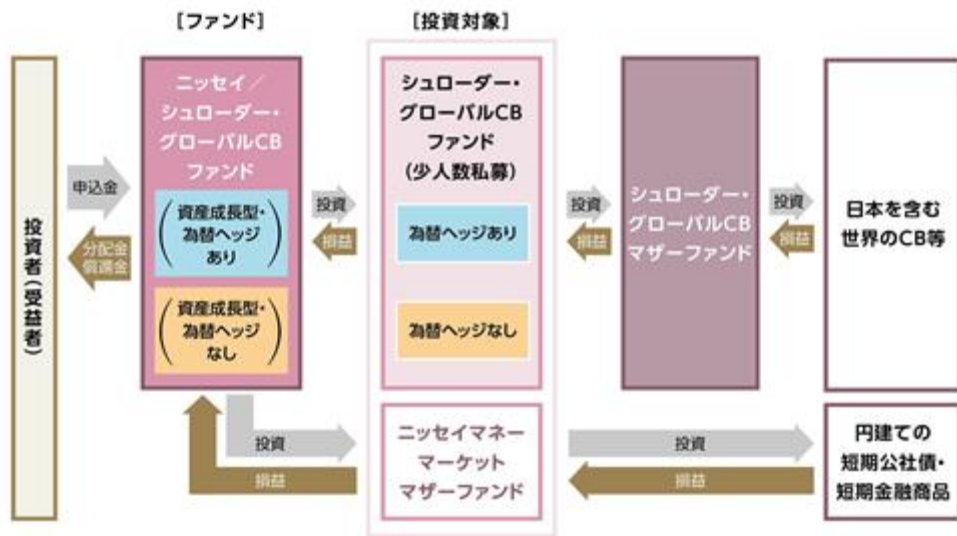 [ファンド]
[投資対象]
投資者(受益者)
申込金
分配金
償還金
ニッセイ／
シュローダー・
グローバルCB
ファンド
(資産成長型・
為替ヘッジ
あり)
(資産成長型・
為替ヘッジ
なし)
投資
損益
シュローダー・
グローバルCB
ファンド
(少人数私募)
為替ヘッジあり
為替ヘッジなし
投資
損益
シュローダー・
グローバルCB
マザーファンド
投資
損益
日本を含む
世界のCB等
投資
損益
ニッセイマネー
マーケット
マザーファンド
投資
損益
円建ての
短期公社債・
短期金融商品